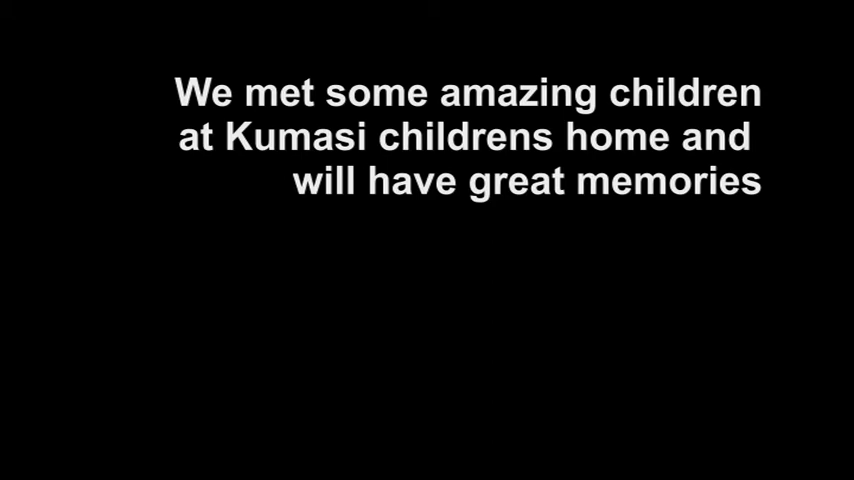 We met some amazing children
at Kumasi childrens home and
will have great memories